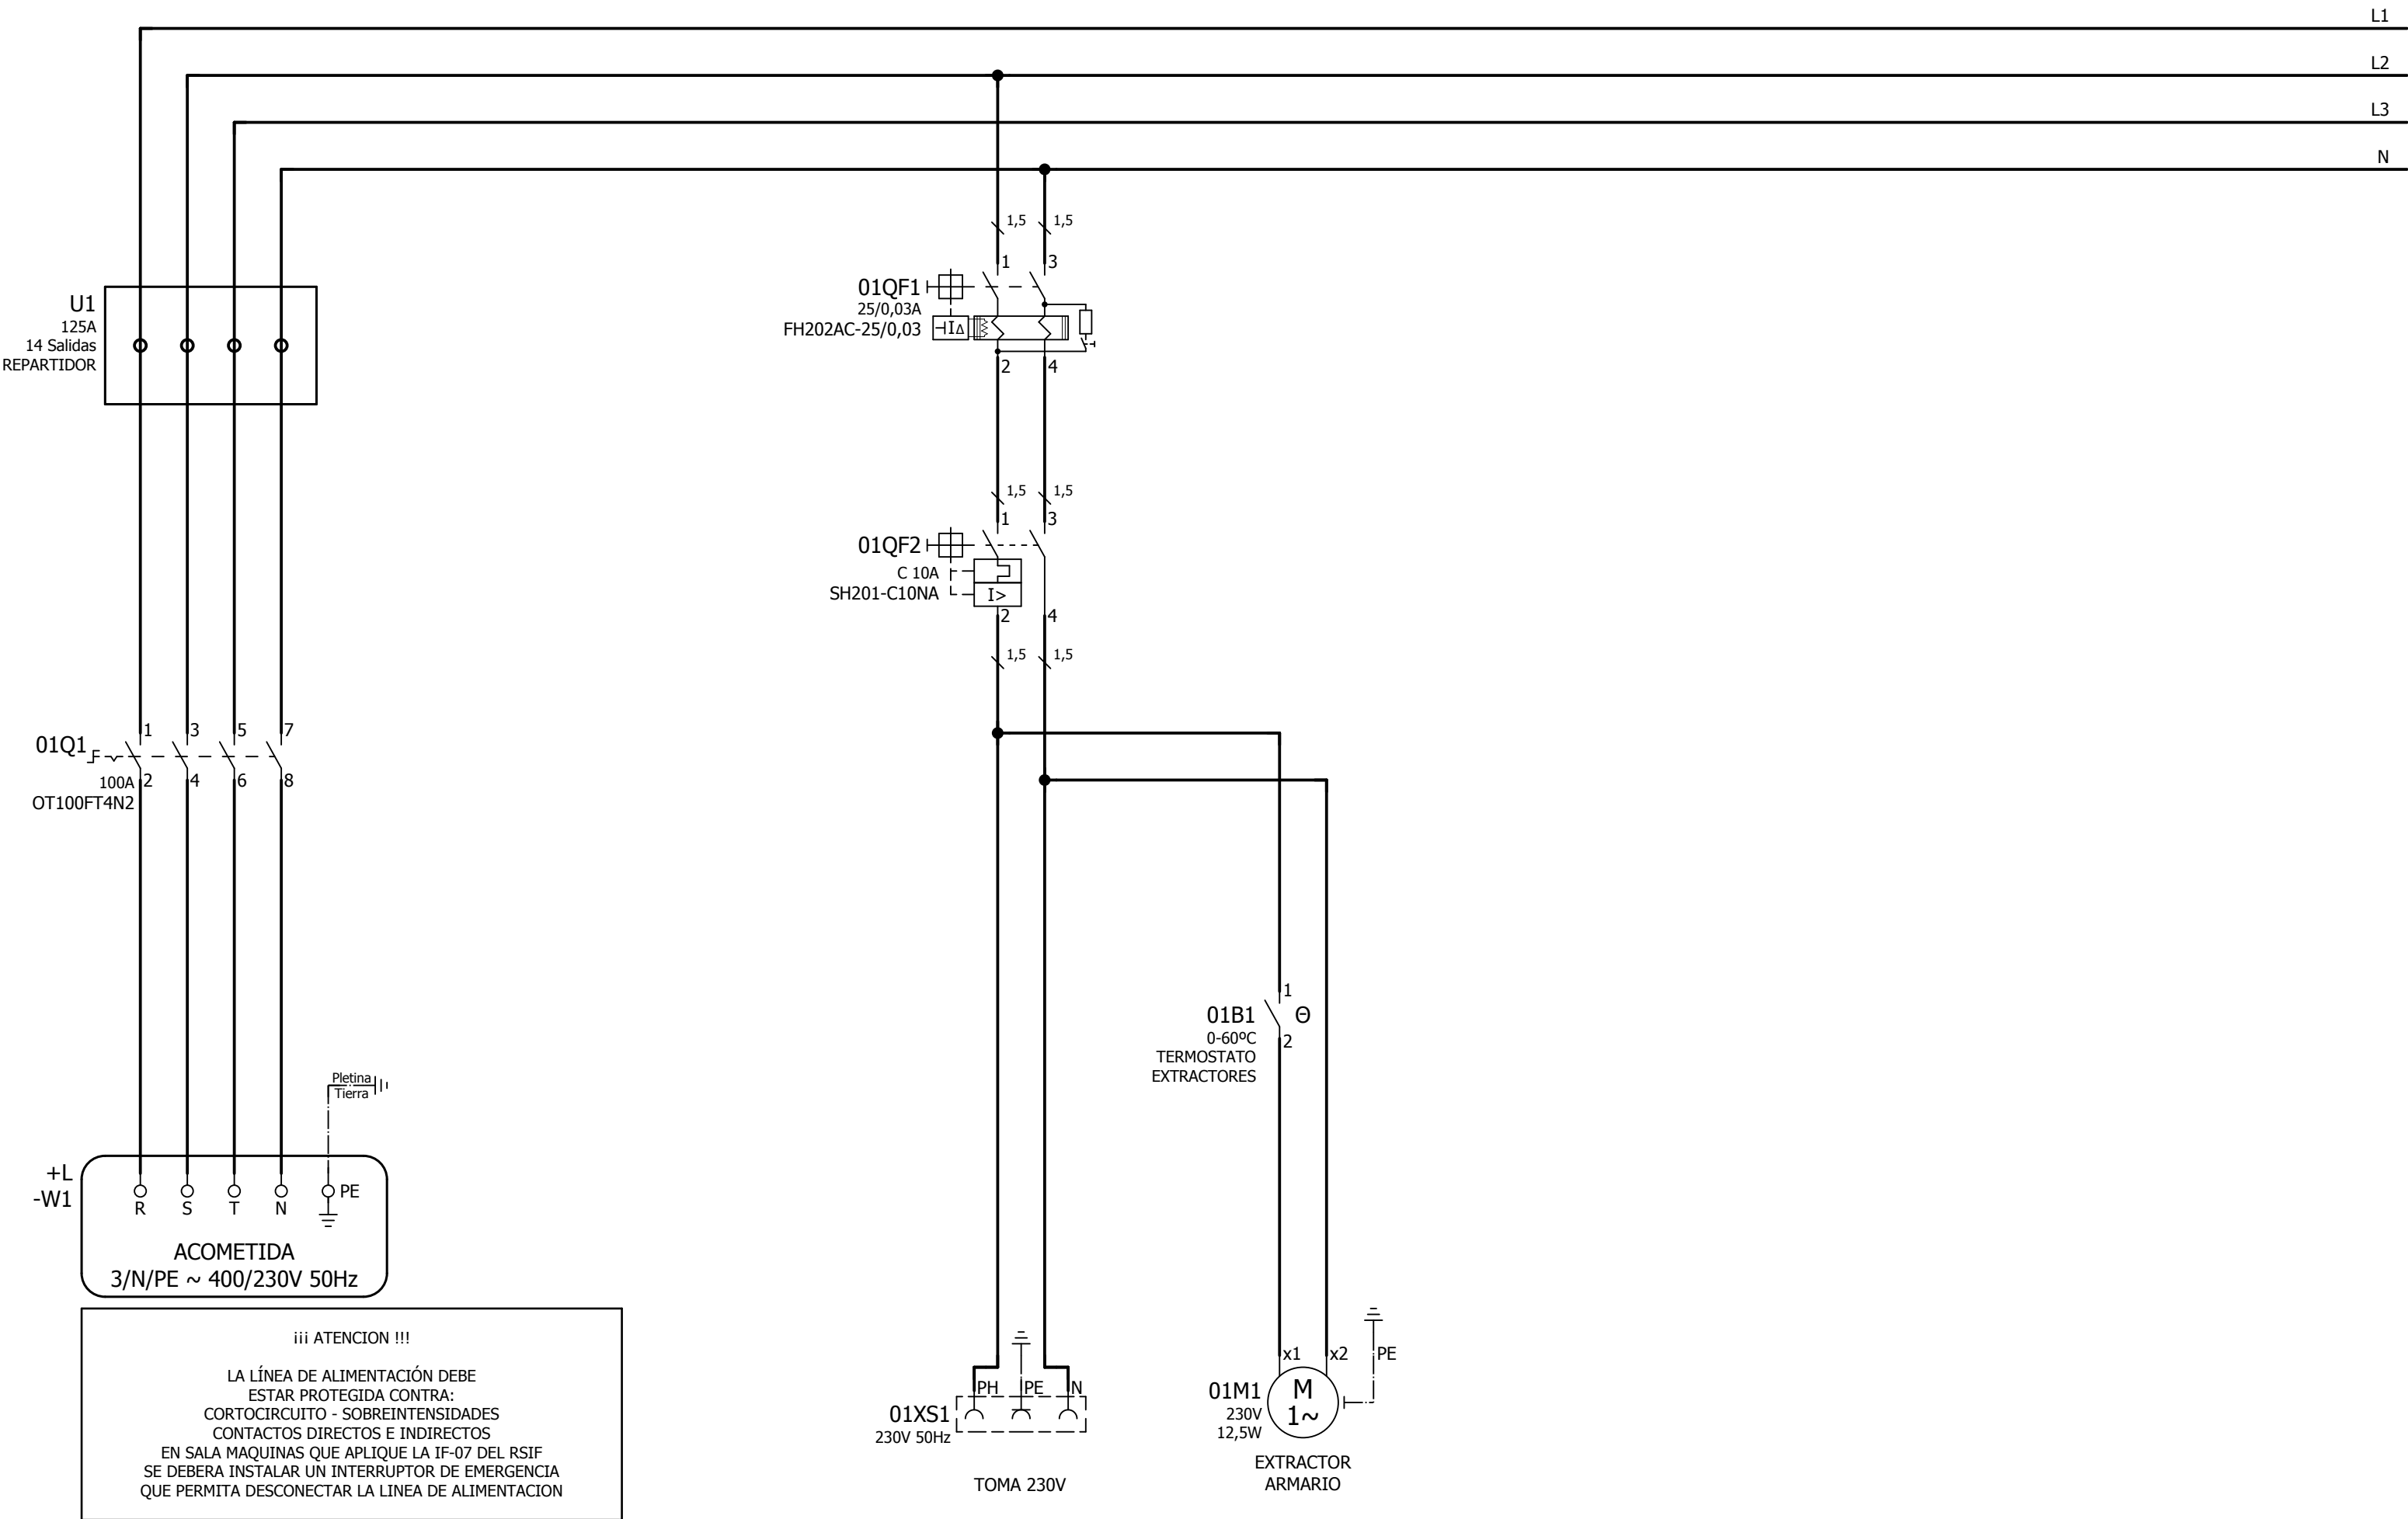 L1
L2
L3
N
1,5 1,5
1 3
01QF1
25/0,03A
FH202AC-25/0,03
I∆
2 4
U1
125A
14 Salidas
REPARTIDOR
1,5 1,5
1 3
01QF2
C 10A
SH201-C10NA
I>
2 4
1,5 1,5
01Q1
1 3 5 7
100A
2 4 6 8
OT100FT4N2
1
01B1 Θ
0-60ºC
2
TERMOSTATO
EXTRACTORES
Pletina
Tierra
+L
-W1
R S T N PE
ACOMETIDA
3/N/PE ~ 400/230V 50Hz
¡¡¡ ATENCION !!!
LA LÍNEA DE ALIMENTACIÓN DEBE
ESTAR PROTEGIDA CONTRA:
CORTOCIRCUITO - SOBREINTENSIDADES
CONTACTOS DIRECTOS E INDIRECTOS
EN SALA MAQUINAS QUE APLIQUE LA IF-07 DEL RSIF
SE DEBERA INSTALAR UN INTERRUPTOR DE EMERGENCIA
QUE PERMITA DESCONECTAR LA LINEA DE ALIMENTACION
PH PE N
01XS1
230V 50Hz
TOMA 230V
x1 x2 PE
01M1
230V
12,5W
M
1~
EXTRACTOR
ARMARIO